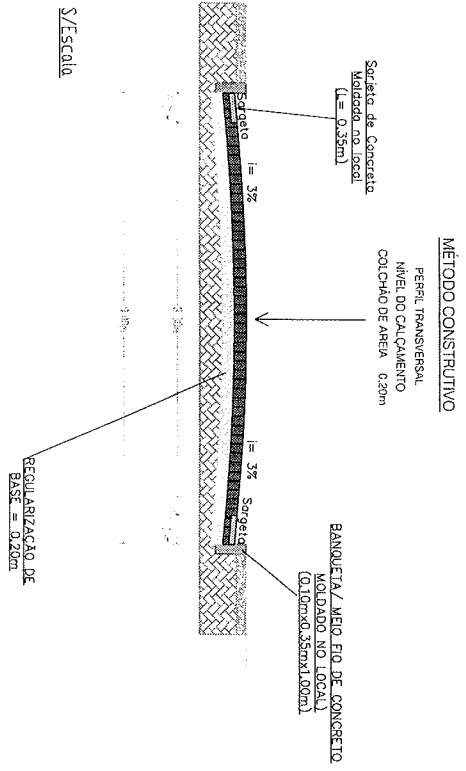 MÉTODO CONSTRUTIVO
PERFIL TRANSVERSAL
NÍVEL DO CALÇAMENTO
COLCHÃO DE AREIA 0,20m
Sarjeta de Concreto
Moldada no local
(L= 0,35m)
BANQUETA/ MEIO FIO DE CONCRETO
MOLDADO NO LOCAL)
(0,10mx0,35mx1,00m)
Sargeta
i= 3%
i= 3%
Sargeta
REGULARIZAÇÃO DE
BASE = 0,20m
S/Escala